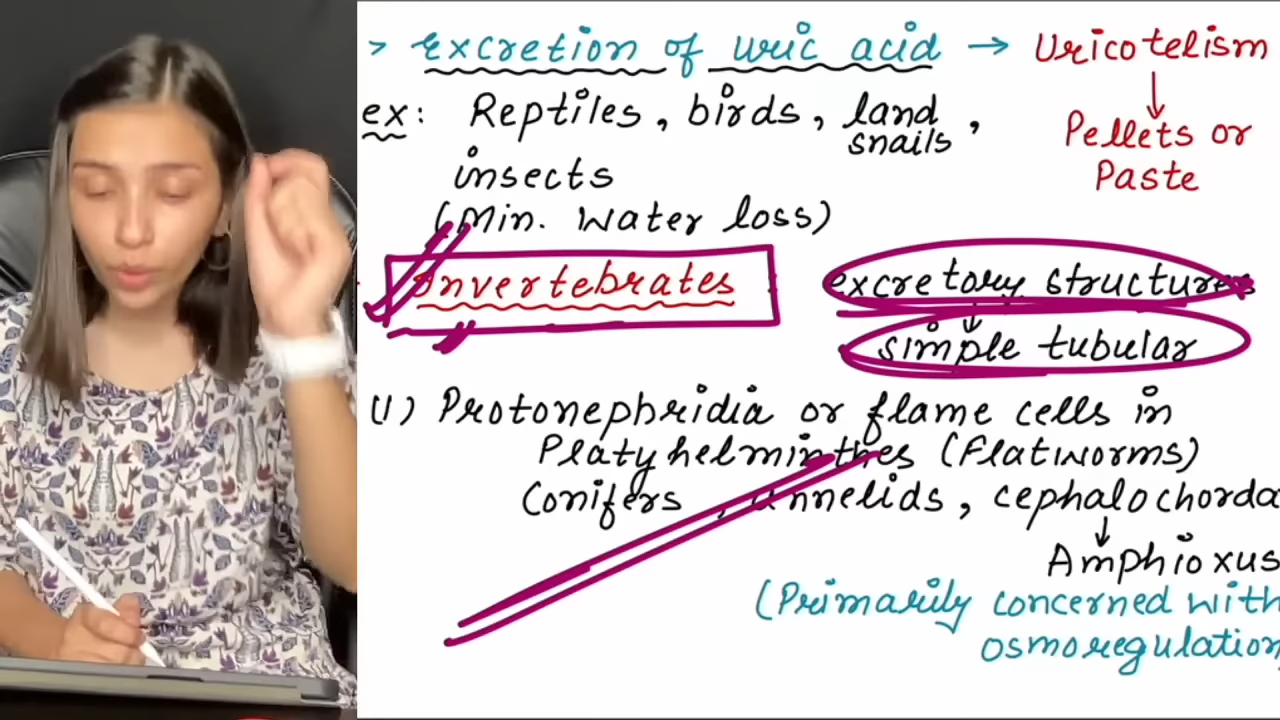 > excretion of uric acid → Uricotelism
↓
ex: Reptiles, birds, land snails,
Pellets or
Paste
insects
(Min. water loss)
Invertebrates
excretory structures
↓
simple tubular
(1) Protonephridia or flame cells in
Platyhelminthes (Flatworms)
Conifers, annelids, cephalochorda
↓
Amphioxus
(Primarily concerned with
osmoregulation